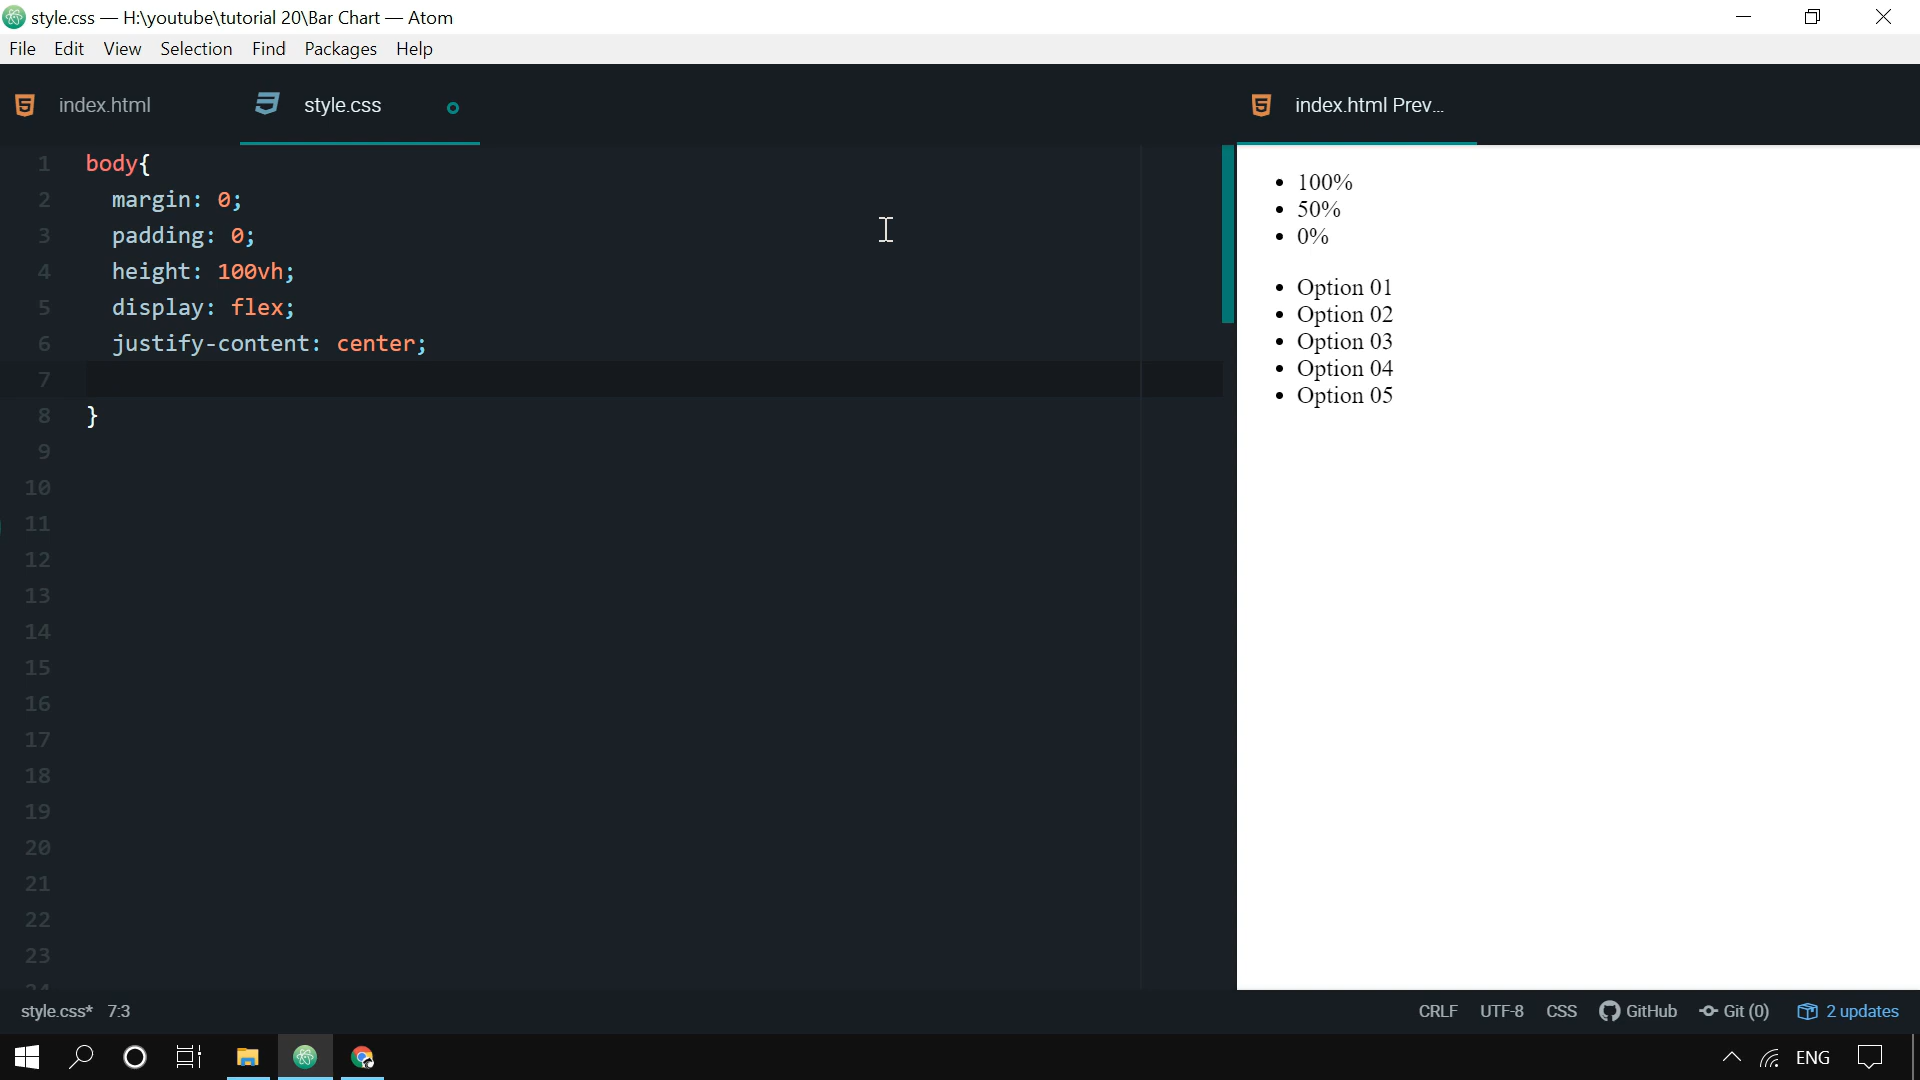 style.css — H:\youtube\tutorial 20\Bar Chart — Atom
File Edit View Selection Find Packages Help
index.html style.css index.html Prev...
1 body{
2 margin: 0;
3 padding: 0;
4 height: 100vh;
5 display: flex;
6 justify-content: center;
7
8 }
9
10
11
12
13
14
15
16
17
18
19
20
21
22
23
24
• 100%
• 50%
• 0%
• Option 01
• Option 02
• Option 03
• Option 04
• Option 05
style.css* 7:3 CRLF UTF-8 CSS GitHub Git (0) 2 updates
ENG